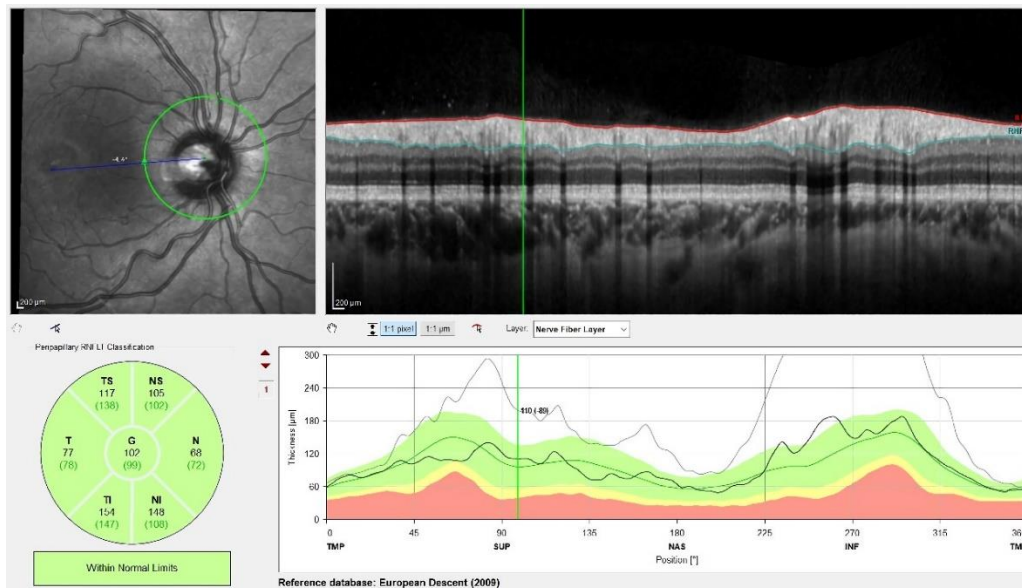 -4,4°
200 µm
200 µm
1:1 pixel
1:1 µm
Layer:
Nerve Fiber Layer
Peripapillary RNFLT Classification
TS
117
(138)
NS
105
(102)
T
77
(78)
G
102
(99)
N
68
(72)
TI
154
(147)
NI
148
(108)
Within Normal Limits
1
Thickness [µm]
300
240
180
120
60
0
110 (-89)
0 45 90 135 180 225 270 315
TMP SUP NAS INF
Position [°]
Reference database: European Descent (2009)